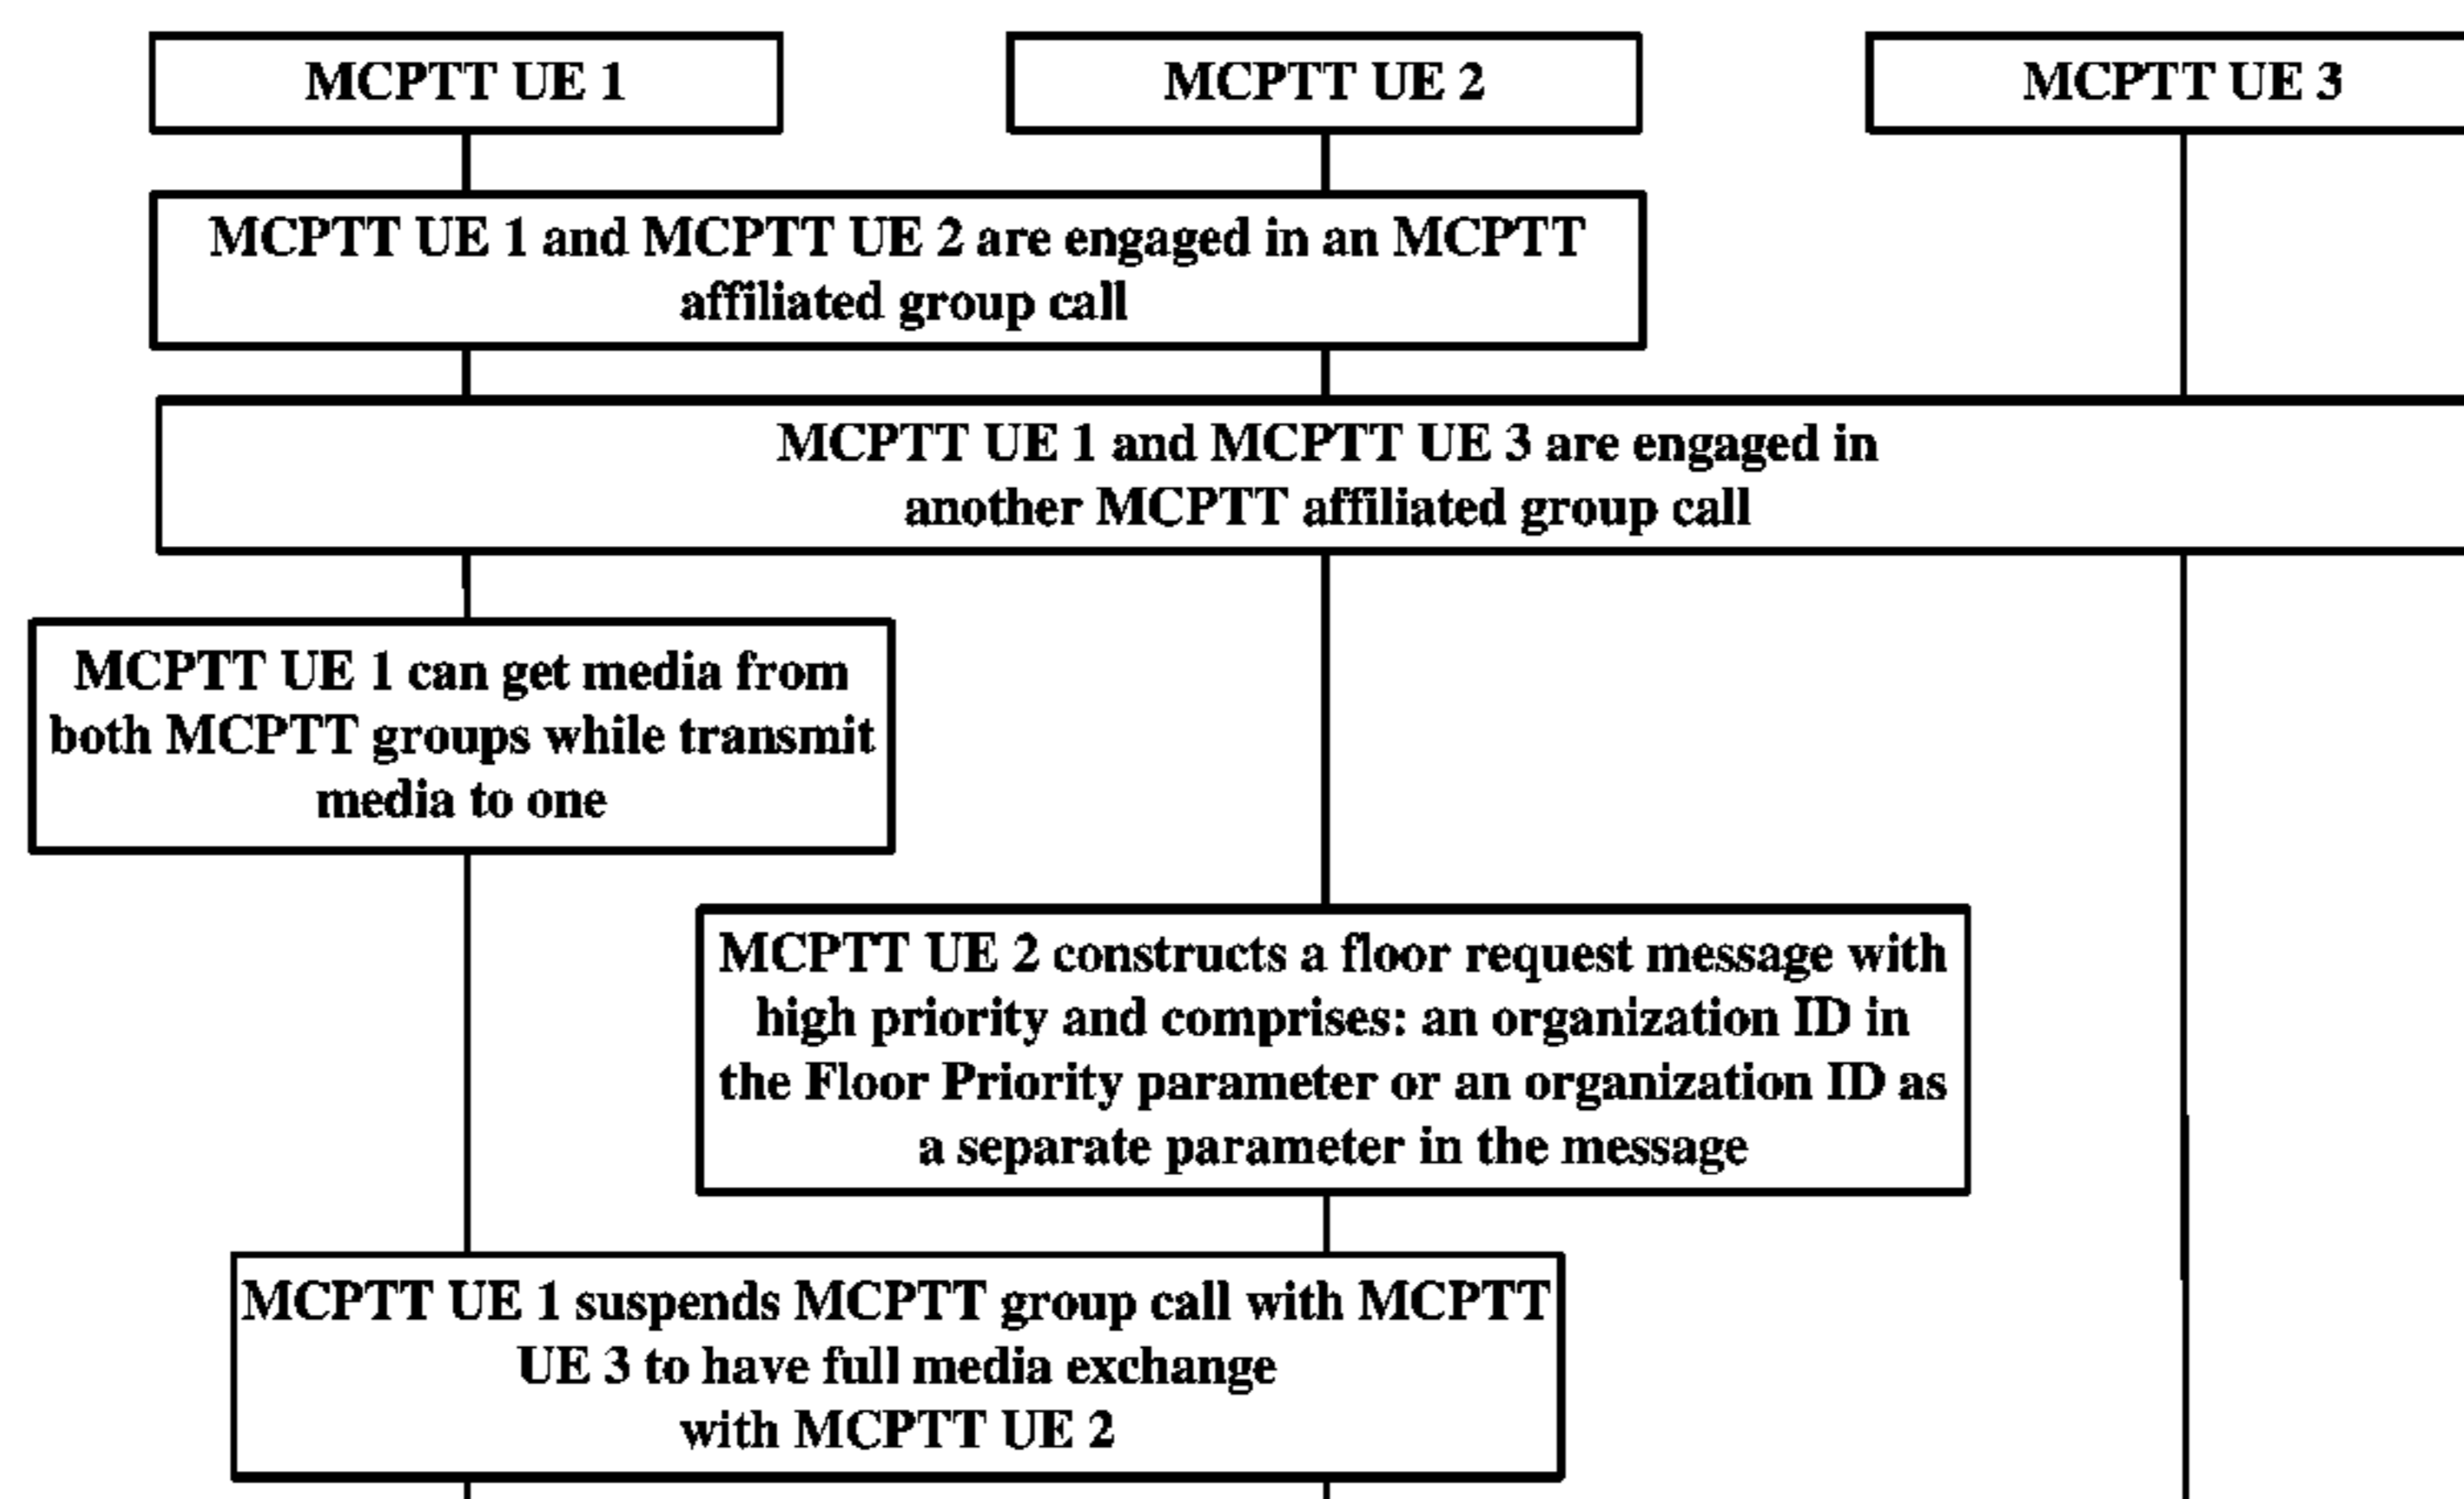 MCPTT UE 1
MCPTT UE 2
MCPTT UE 3
MCPTT UE 1 and MCPTT UE 2 are engaged in an MCPTT
affiliated group call
MCPTT UE 1 and MCPTT UE 3 are engaged in
another MCPTT affiliated group call
MCPTT UE 1 can get media from
both MCPTT groups while transmit
media to one
MCPTT UE 2 constructs a floor request message with
high priority and comprises: an organization ID in
the Floor Priority parameter or an organization ID as
a separate parameter in the message
MCPTT UE 1 suspends MCPTT group call with MCPTT
UE 3 to have full media exchange
with MCPTT UE 2